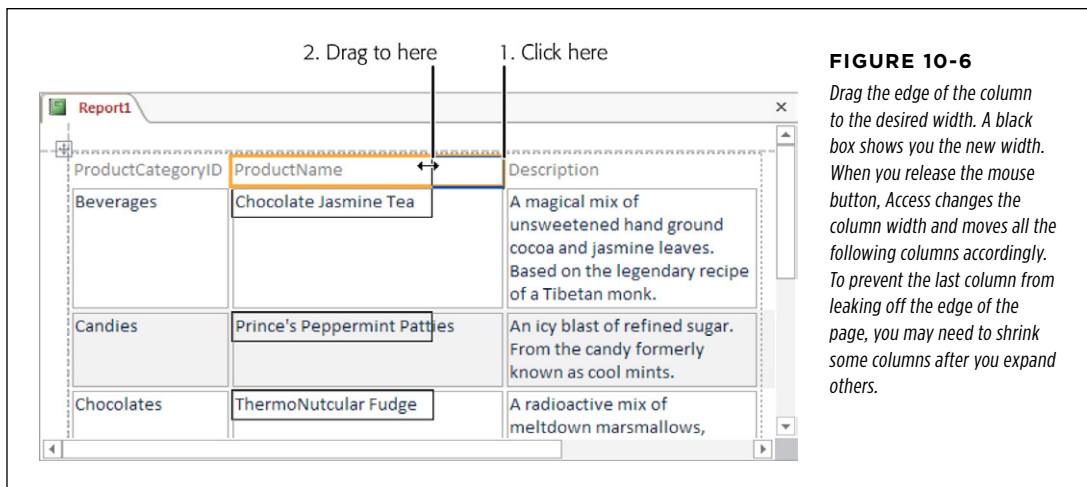 2. Drag to here
1. Click here
Report1
ProductCategoryID
ProductName
Description
Beverages
Chocolate Jasmine Tea
A magical mix of
unsweetened hand ground
cocoa and jasmine leaves.
Based on the legendary recipe
of a Tibetan monk.
Candies
Prince's Peppermint Patties
An icy blast of refined sugar.
From the candy formerly
known as cool mints.
Chocolates
ThermoNutcular Fudge
A radioactive mix of
meltdown marsmallows,
FIGURE 10-6
Drag the edge of the column
to the desired width. A black
box shows you the new width.
When you release the mouse
button, Access changes the
column width and moves all the
following columns accordingly.
To prevent the last column from
leaking off the edge of the
page, you may need to shrink
some columns after you expand
others.